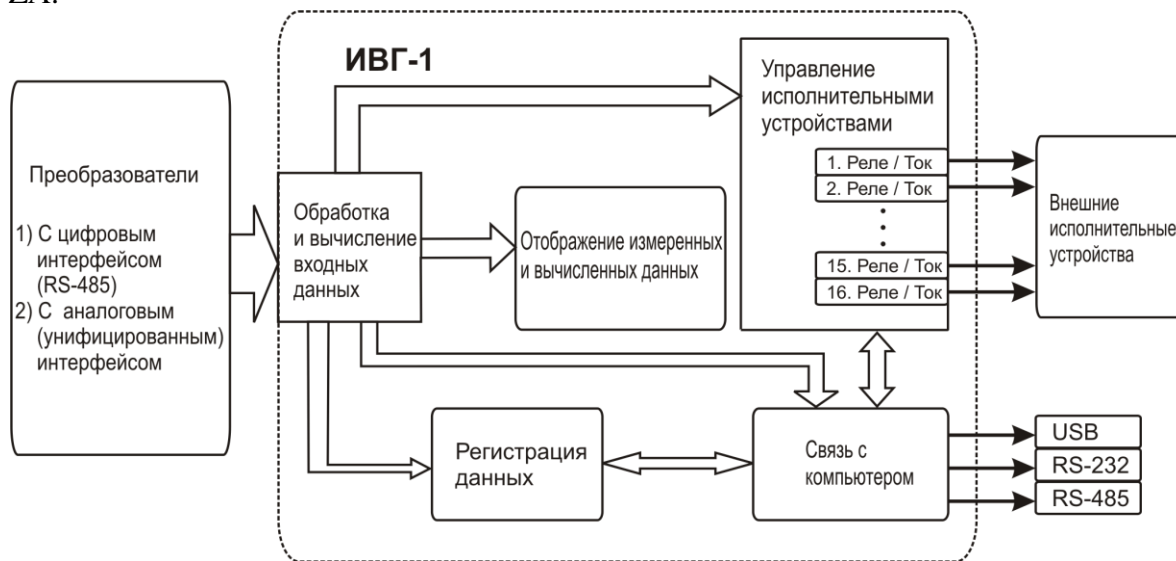 ZA.
ИВГ-1
Преобразователи
1) С цифровым
интерфейсом
(RS-485)
2) С аналоговым
(унифицированным)
интерфейсом
Обработка
и вычисление
входных
данных
Отображение измеренных
и вычисленных данных
Управление
исполнительными
устройствами
1. Реле / Ток
2. Реле / Ток
15. Реле / Ток
16. Реле / Ток
Внешние
исполнительные
устройства
Регистрация
данных
Связь с
компьютером
USB
RS-232
RS-485